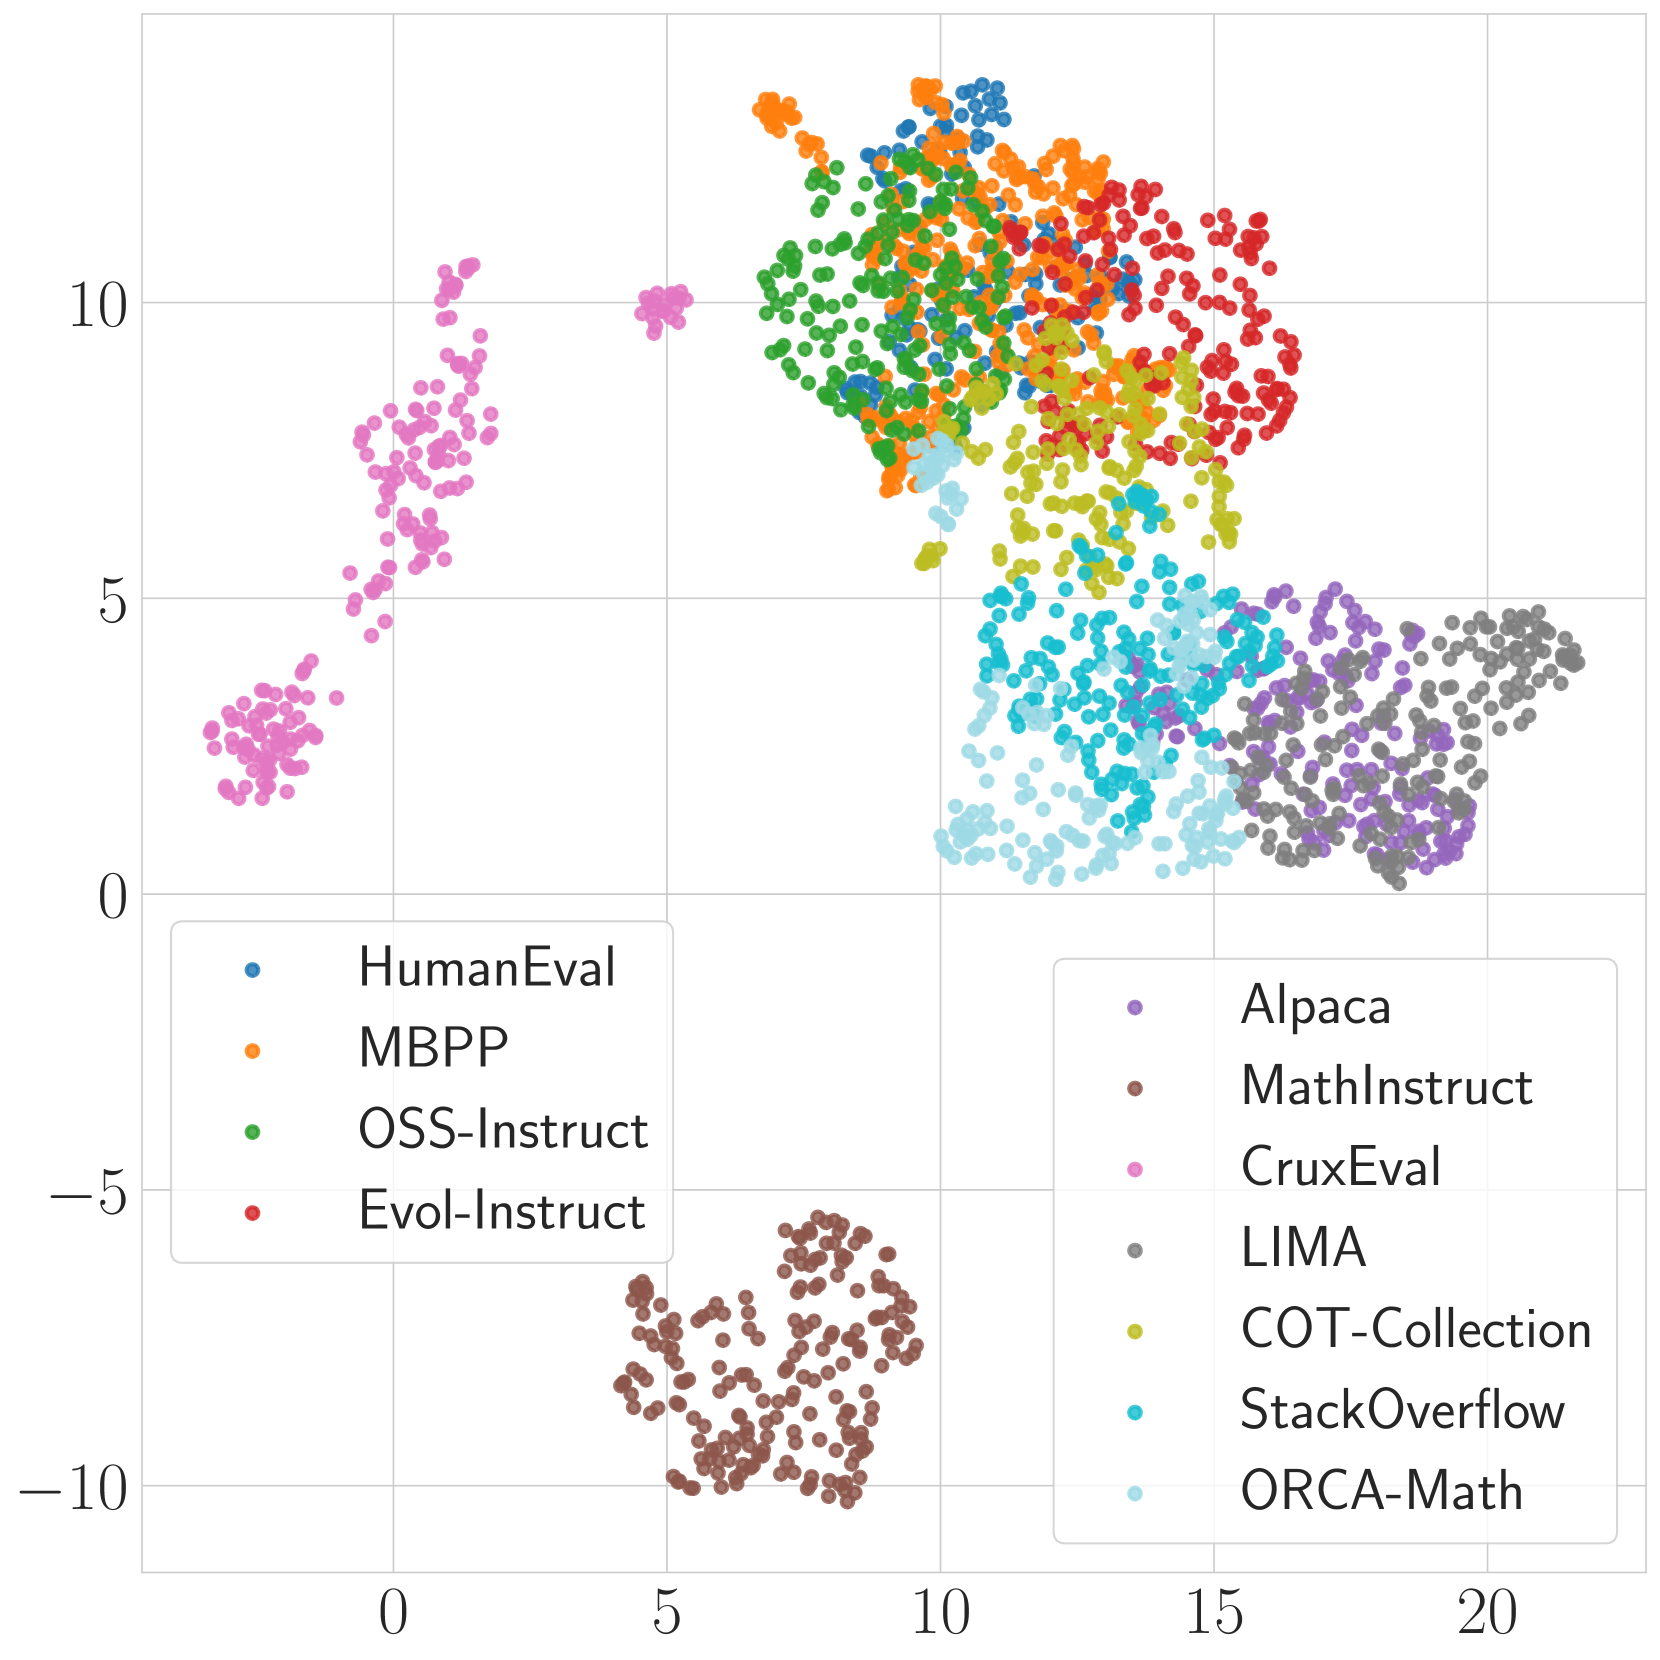 10
5
0
−5
−10
HumanEval
MBPP
OSS-Instruct
Evol-Instruct
Alpaca
MathInstruct
CruxEval
LIMA
COT-Collection
StackOverflow
ORCA-Math
0 5 10 15 20